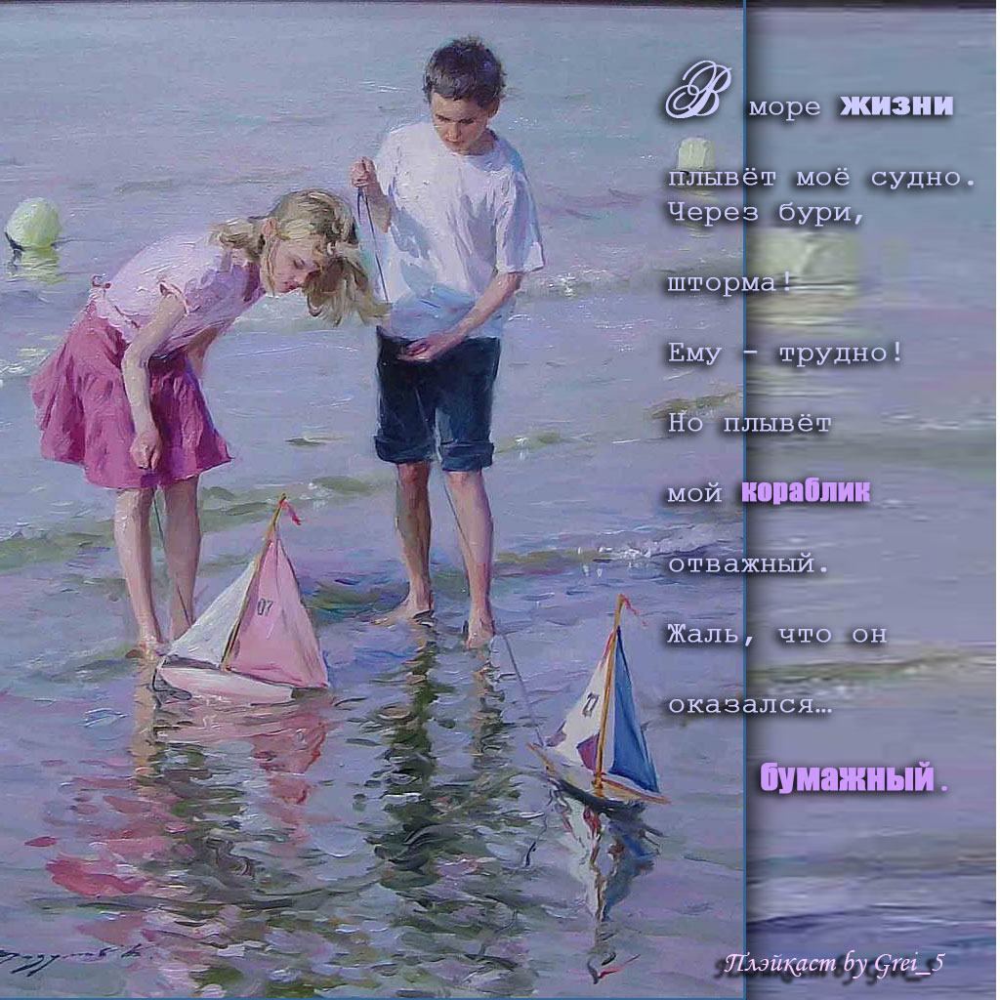 В море жизни
плывёт моё судно.
Через бури,
шторма!
Ему - трудно!
Но плывёт
мой кораблик
отважный.
Жаль, что он
оказался…
бумажный.
07
Плэйкаст by Grei_5